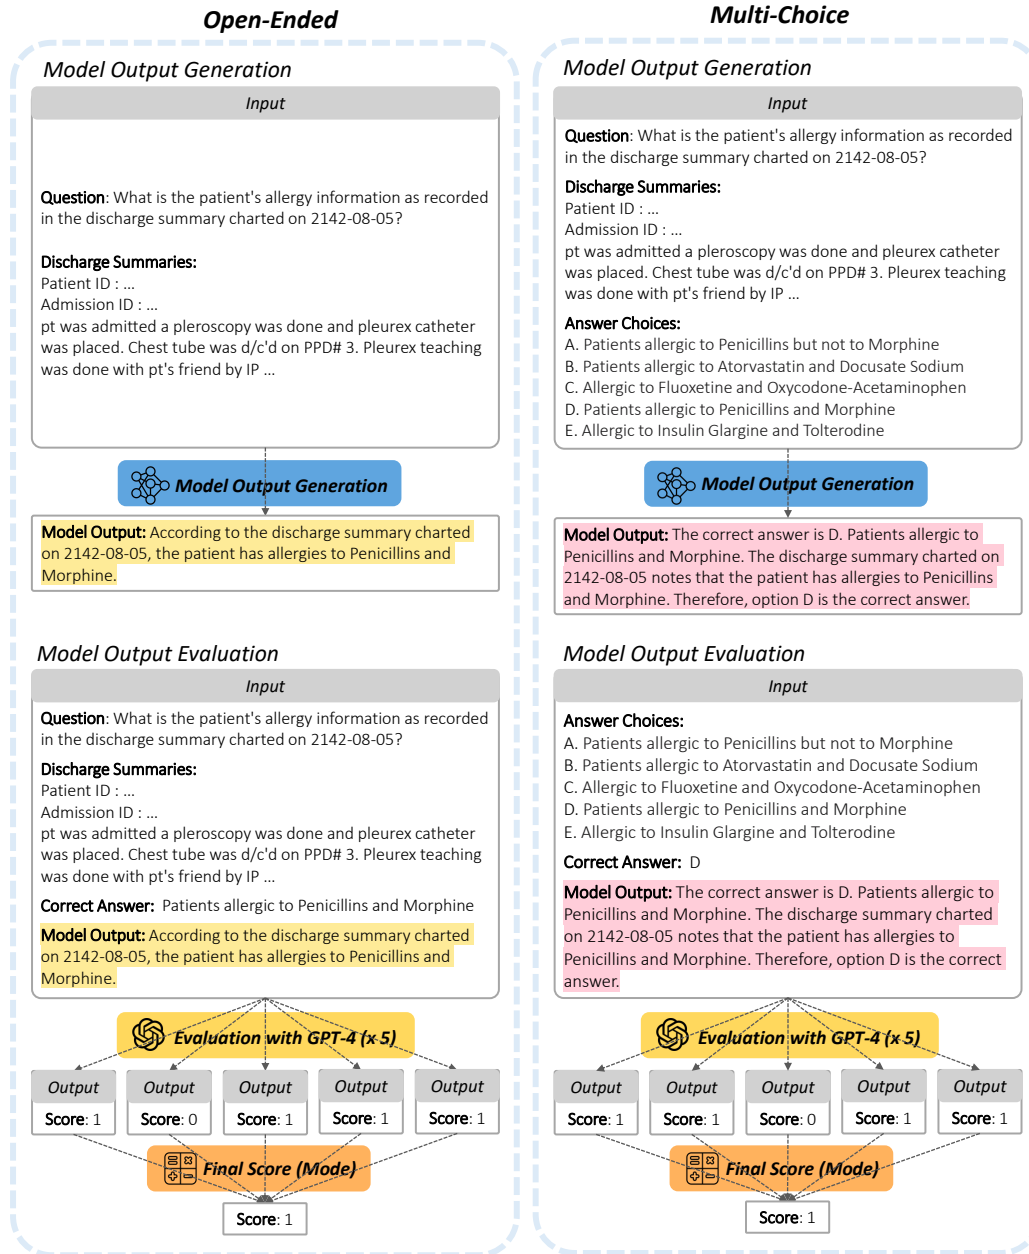 Open-Ended
Model Output Generation
Input
Question: What is the patient's allergy information as recorded
in the discharge summary charted on 2142-08-05?
Discharge Summaries:
Patient ID : ...
Admission ID : ...
pt was admitted a pleroscopy was done and pleurex catheter
was placed. Chest tube was d/c'd on PPD# 3. Pleurex teaching
was done with pt's friend by IP ...
Model Output Generation
Model Output: According to the discharge summary charted
on 2142-08-05, the patient has allergies to Penicillins and
Morphine.
Model Output Evaluation
Input
Question: What is the patient's allergy information as recorded
in the discharge summary charted on 2142-08-05?
Discharge Summaries:
Patient ID : ...
Admission ID : ...
pt was admitted a pleroscopy was done and pleurex catheter
was placed. Chest tube was d/c'd on PPD# 3. Pleurex teaching
was done with pt's friend by IP ...
Correct Answer: Patients allergic to Penicillins and Morphine
Model Output: According to the discharge summary charted
on 2142-08-05, the patient has allergies to Penicillins and
Morphine.
Evaluation with GPT-4 (x 5)
Output Output Output Output Output
Score: 1 Score: 0 Score: 1 Score: 1 Score: 1
Final Score (Mode)
Score: 1
Multi-Choice
Model Output Generation
Input
Question: What is the patient's allergy information as recorded
in the discharge summary charted on 2142-08-05?
Discharge Summaries:
Patient ID : ...
Admission ID : ...
pt was admitted a pleroscopy was done and pleurex catheter
was placed. Chest tube was d/c'd on PPD# 3. Pleurex teaching
was done with pt's friend by IP ...
Answer Choices:
A. Patients allergic to Penicillins but not to Morphine
B. Patients allergic to Atorvastatin and Docusate Sodium
C. Allergic to Fluoxetine and Oxycodone-Acetaminophen
D. Patients allergic to Penicillins and Morphine
E. Allergic to Insulin Glargine and Tolterodine
Model Output Generation
Model Output: The correct answer is D. Patients allergic to
Penicillins and Morphine. The discharge summary charted on
2142-08-05 notes that the patient has allergies to Penicillins
and Morphine. Therefore, option D is the correct answer.
Model Output Evaluation
Input
Answer Choices:
A. Patients allergic to Penicillins but not to Morphine
B. Patients allergic to Atorvastatin and Docusate Sodium
C. Allergic to Fluoxetine and Oxycodone-Acetaminophen
D. Patients allergic to Penicillins and Morphine
E. Allergic to Insulin Glargine and Tolterodine
Correct Answer: D
Model Output: The correct answer is D. Patients allergic to
Penicillins and Morphine. The discharge summary charted
on 2142-08-05 notes that the patient has allergies to
Penicillins and Morphine. Therefore, option D is the correct
answer.
Evaluation with GPT-4 (x 5)
Output Output Output Output Output
Score: 1 Score: 1 Score: 0 Score: 1 Score: 1
Final Score (Mode)
Score: 1